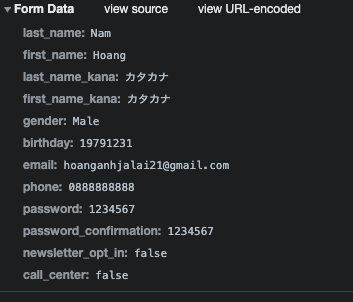 Form Data view source view URL-encoded
last_name: Nam
first_name: Hoang
last_name_kana: カタカナ
first_name_kana: カタカナ
gender: Male
birthday: 19791231
email: hoanganhjalai21@gmail.com
phone: 0888888888
password: 1234567
password_confirmation: 1234567
newsletter_opt_in: false
call_center: false